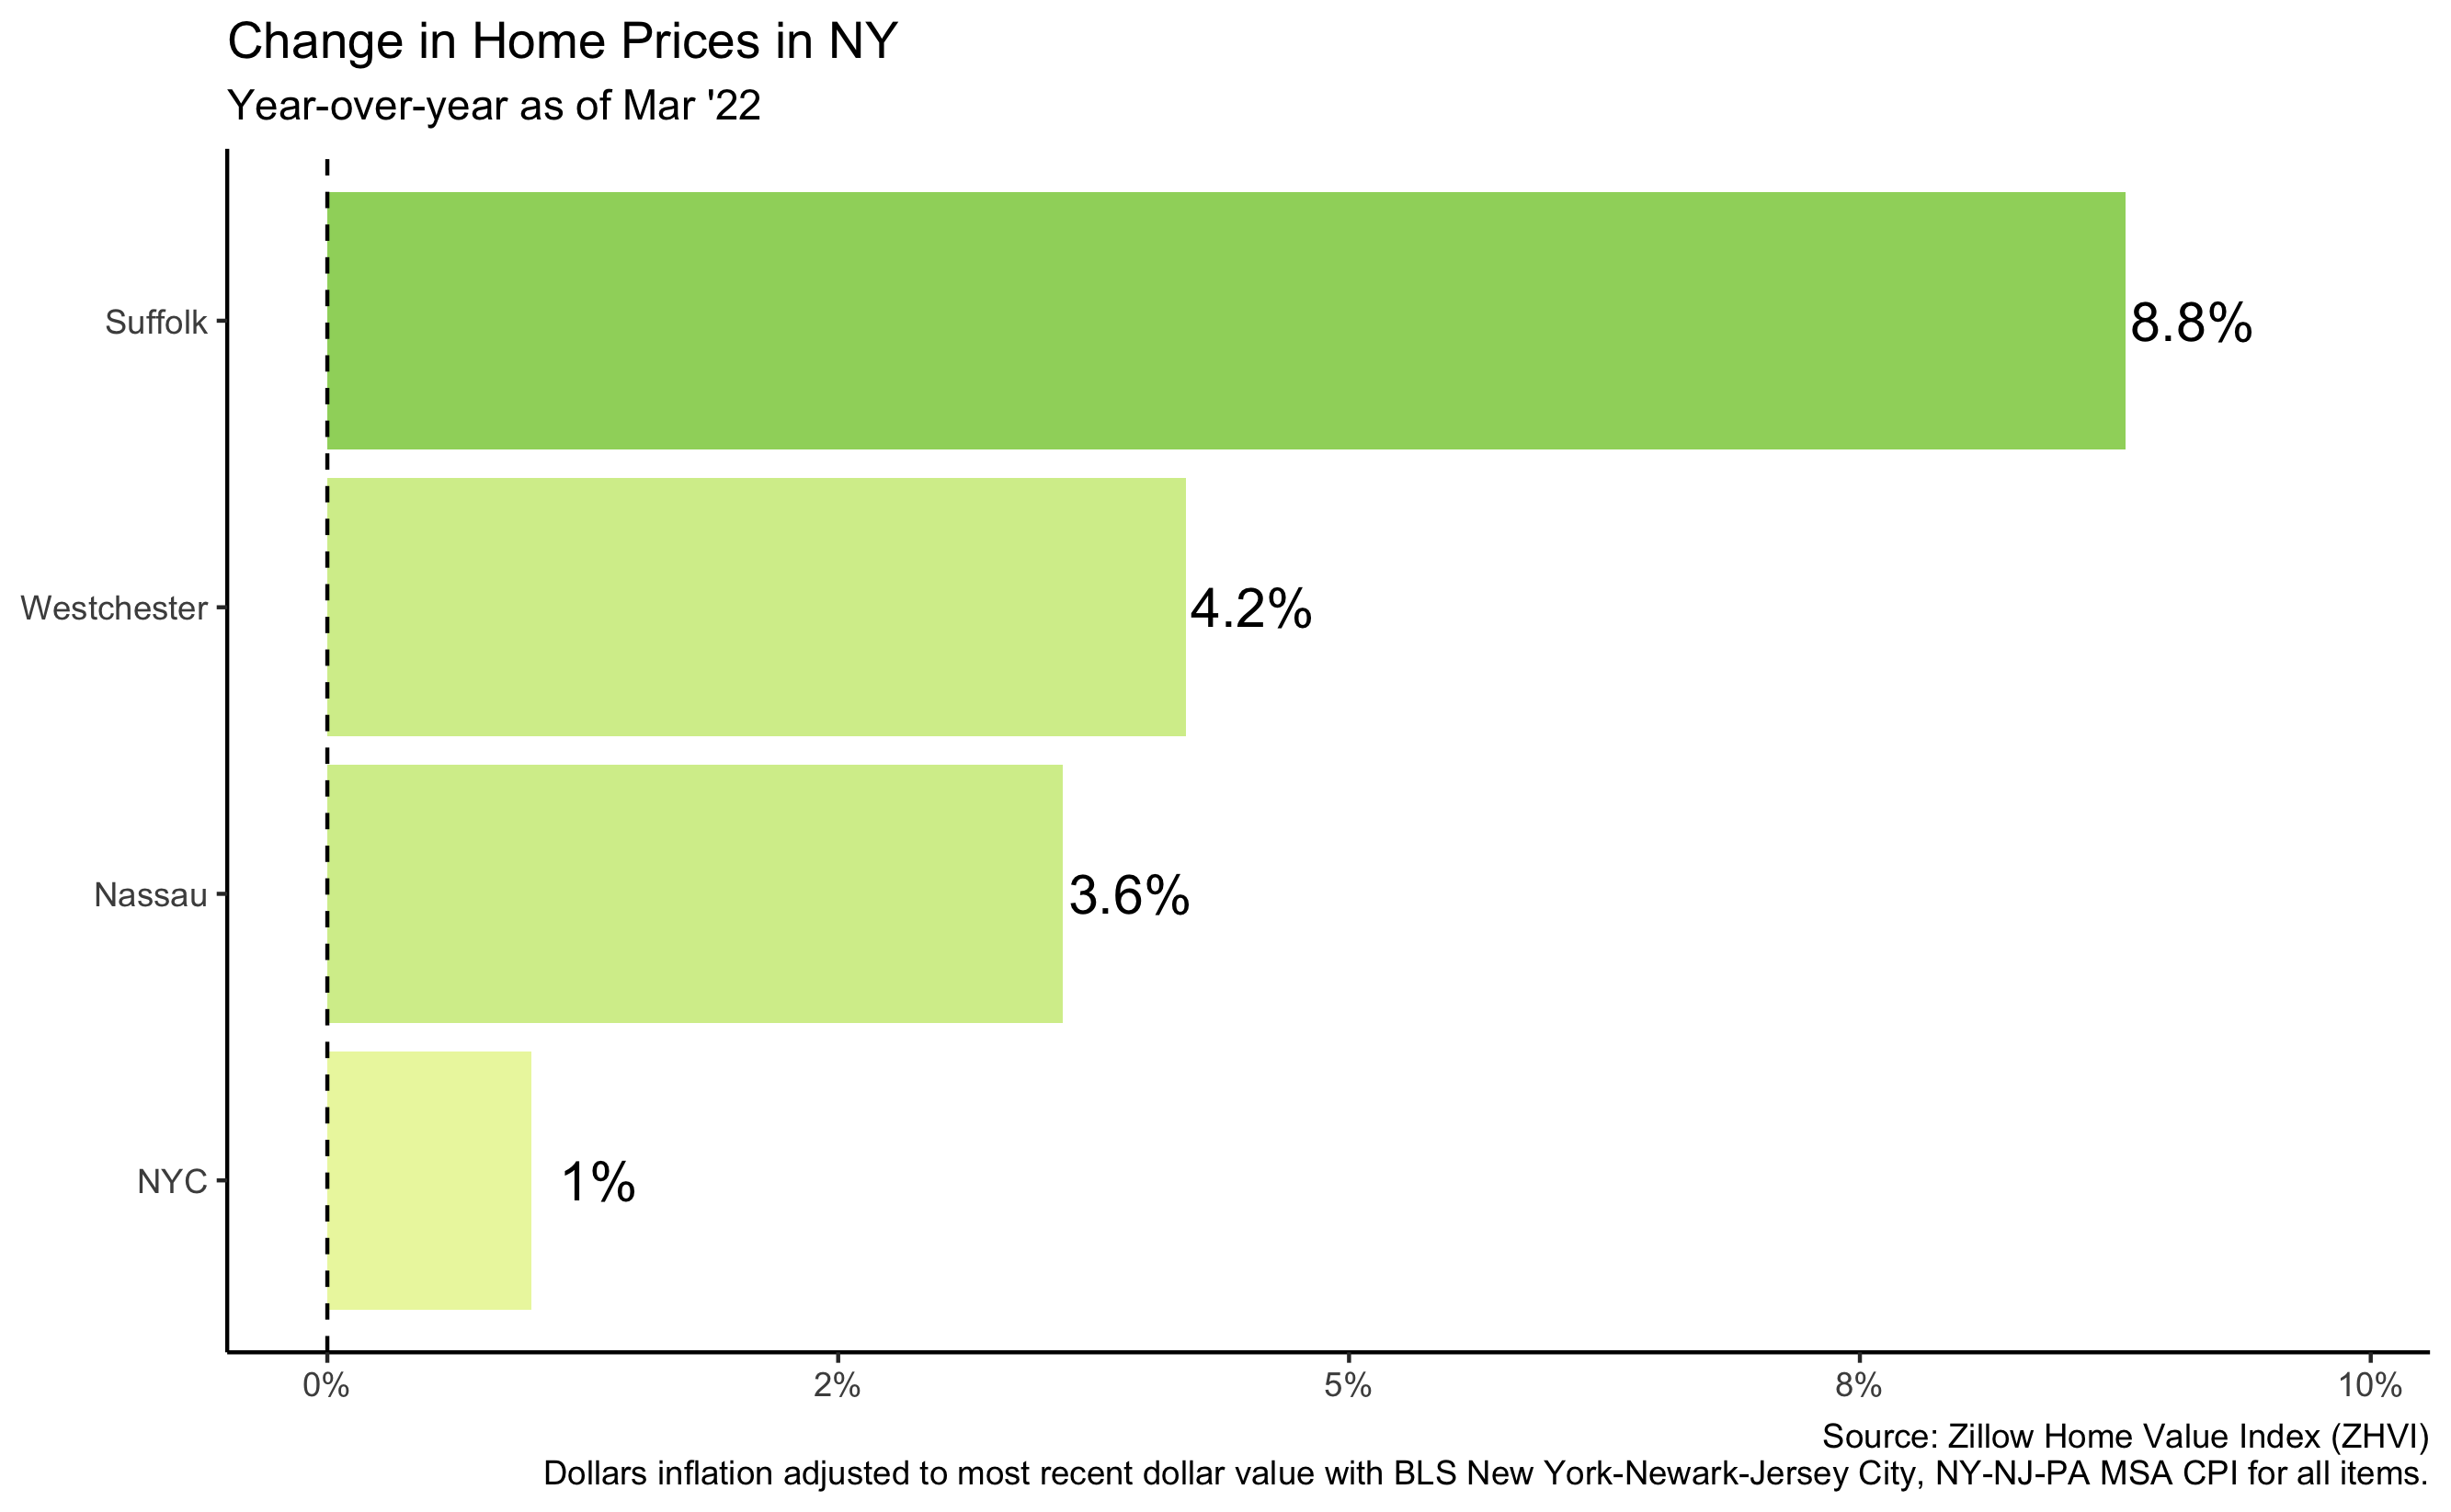 Change in Home Prices in NY
Year-over-year as of Mar '22
Suffolk
8.8%
Westchester
4.2%
Nassau
3.6%
NYC
1%
0% 2% 5% 8% 10%
Source: Zillow Home Value Index (ZHVI)
Dollars inflation adjusted to most recent dollar value with BLS New York-Newark-Jersey City, NY-NJ-PA MSA CPI for all items.